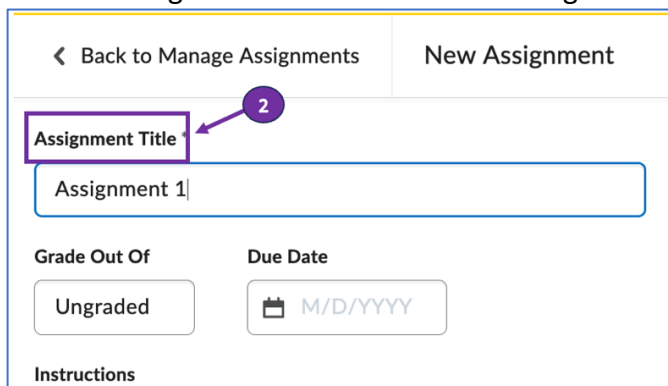 Back to Manage Assignments
New Assignment
2
Assignment Title *
Assignment 1
Grade Out Of
Due Date
Ungraded
M/D/YYYY
Instructions